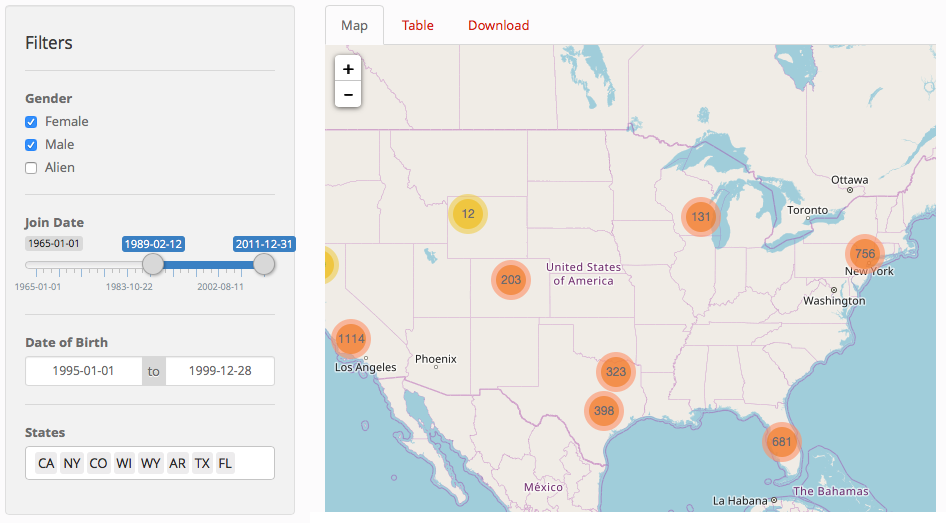 Filters
Gender
Female
Male
Alien
Join Date
1965-01-01 1989-02-12 2011-12-31
1965-01-01 1983-10-22 2002-08-11
Date of Birth
1995-01-01 to 1999-12-28
States
CA NY CO WI WY AR TX FL
Map Table Download
+
−
Ottawa
12
131
Toronto
756
New York
United States
of America
203
Washington
1114
Los Angeles
Phoenix
323
398
681
México
The Bahamas
La Habana